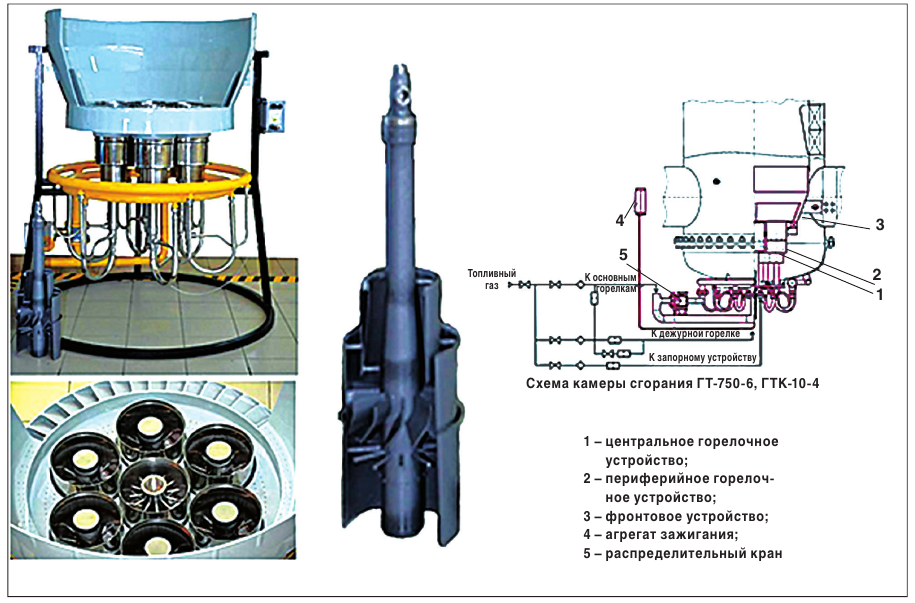 4
3
5
2
1
Топливный
газ
К основным
горелкам
К дежурной горелке
К запорному устройству
Схема камеры сгорания ГТ-750-6, ГТК-10-4
1 – центральное горелочное
устройство;
2 – периферийное горелоч-
ное устройство;
3 – фронтовое устройство;
4 – агрегат зажигания;
5 – распределительный кран